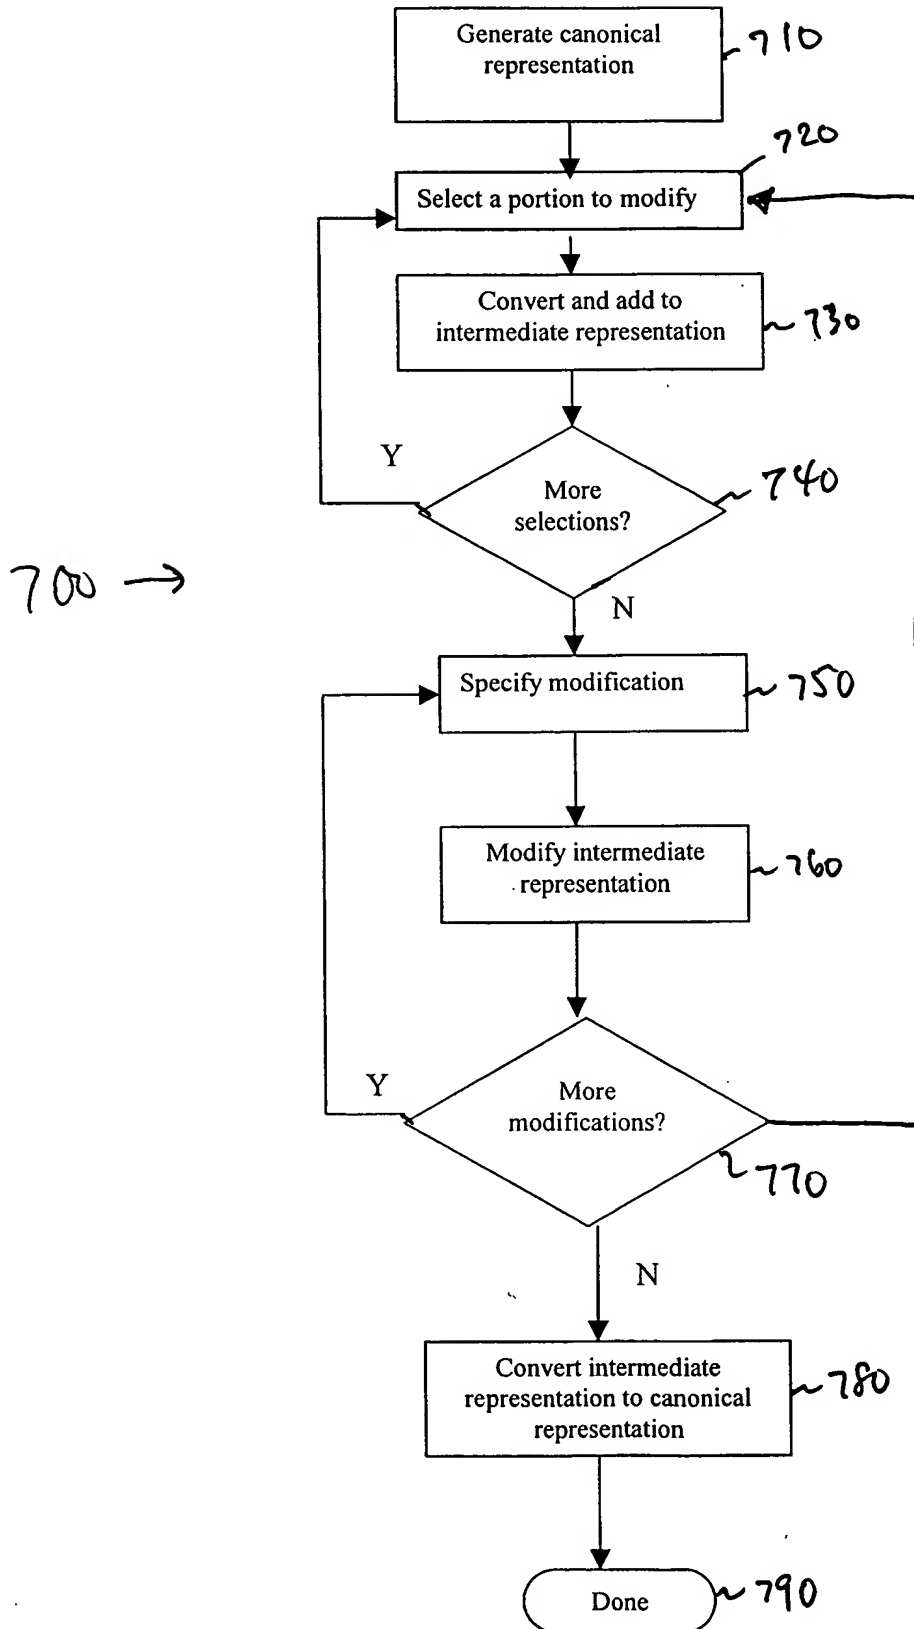 Generate canonical
representation
710
720
Select a portion to modify
Convert and add to
intermediate representation
730
Y
More
selections?
740
700
N
Specify modification
750
Modify intermediate
representation
760
Y
More
modifications?
770
N
Convert intermediate
representation to canonical
representation
780
Done
790